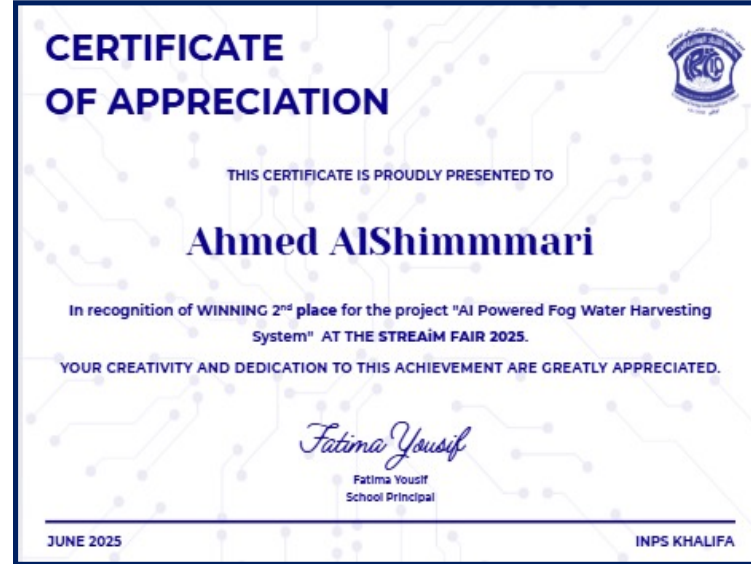 CERTIFICATE
OF APPRECIATION
THIS CERTIFICATE IS PROUDLY PRESENTED TO
Ahmed AlShimmmari
In recognition of WINNING 2nd place for the project "AI Powered Fog Water Harvesting
System" AT THE STREAiM FAIR 2025.
YOUR CREATIVITY AND DEDICATION TO THIS ACHIEVEMENT ARE GREATLY APPRECIATED.
Fatima Yousif
Fatima Yousif
School Principal
JUNE 2025
INPS KHALIFA